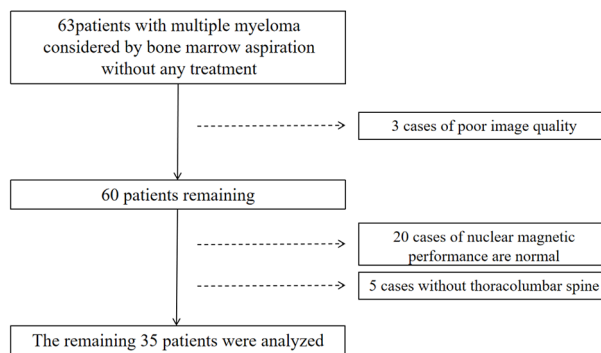 63patients with multiple myeloma
considered by bone marrow aspiration
without any treatment
3 cases of poor image quality
60 patients remaining
20 cases of nuclear magnetic
performance are normal
5 cases without thoracolumbar spine
The remaining 35 patients were analyzed